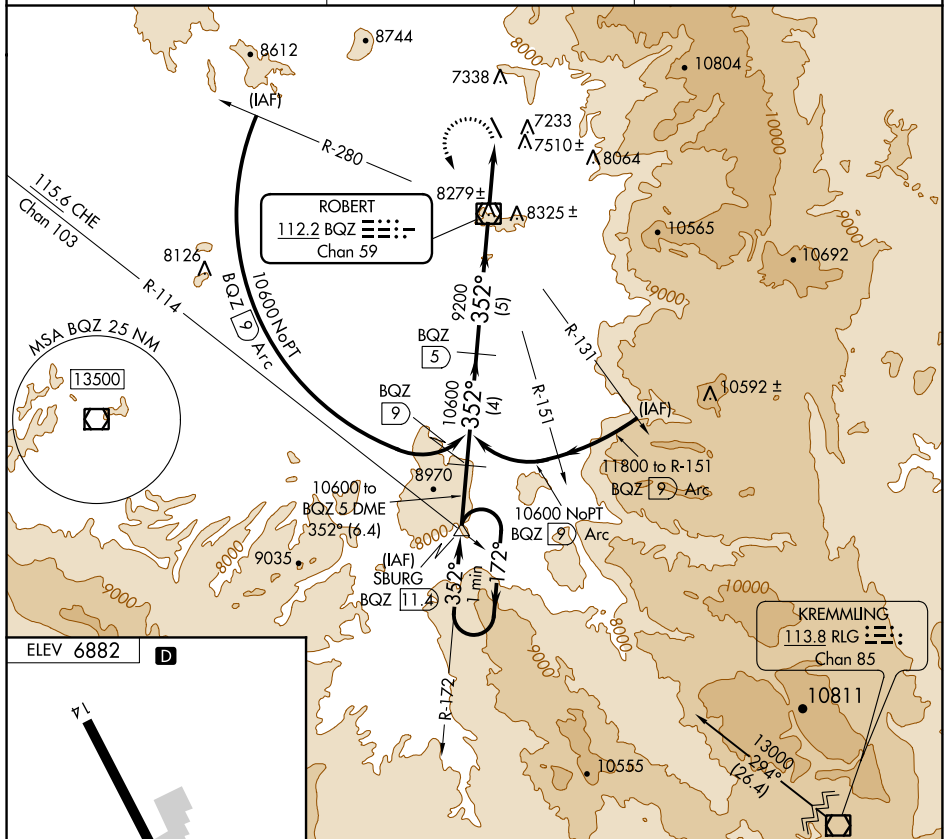 8612
8744
7338
10804
8000
10000
(IAF)
R-280
7233
7510 ±
8064
115.6 CHE
Chan 103
8279 ±
ROBERT
112.2 BQZ
Chan 59
8325 ±
10565
10692
9000
8126
R-114
10600 NoPT
BQZ 9 Arc
9200
352°
(5)
9000
R-131
MSA BQZ 25 NM
13500
BQZ
5
R-151
10592 ±
BQZ
9
10600
352°
(4)
(IAF)
11800 to R-151
BQZ 9 Arc
8970
10600 to
BQZ 5 DME
352° (6.4)
10600 NoPT
BQZ 9 Arc
8000
8000
9035
(IAF)
SBURG
BQZ 11.4
352°
1 min
172°
9000
10000
8000
9000
KREMMLING
113.8 RLG
Chan 85
ELEV 6882
D
R-172
10811
14
13000
294°
(26.4)
10555
9000